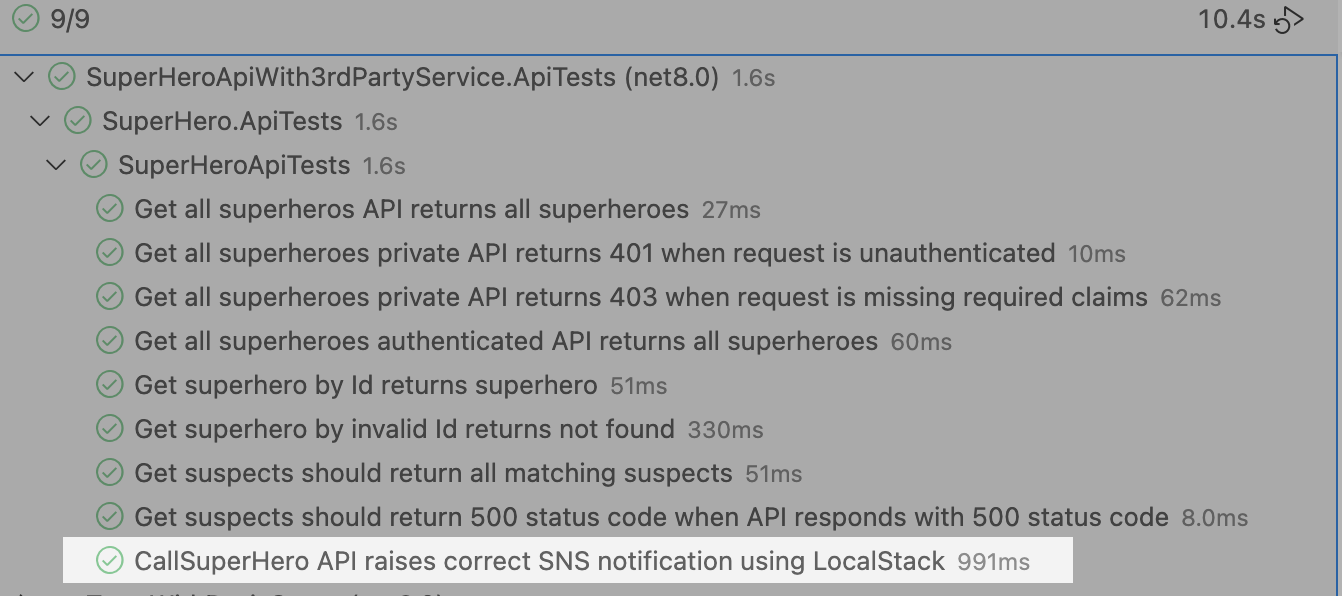 9/9 10.4s
SuperHeroApiWith3rdPartyService.ApiTests (net8.0) 1.6s
SuperHero.ApiTests 1.6s
SuperHeroApiTests 1.6s
Get all superheros API returns all superheroes 27ms
Get all superheroes private API returns 401 when request is unauthenticated 10ms
Get all superheroes private API returns 403 when request is missing required claims 62ms
Get all superheroes authenticated API returns all superheroes 60ms
Get superhero by Id returns superhero 51ms
Get superhero by invalid Id returns not found 330ms
Get suspects should return all matching suspects 51ms
Get suspects should return 500 status code when API responds with 500 status code 8.0ms
CallSuperHero API raises correct SNS notification using LocalStack 991ms